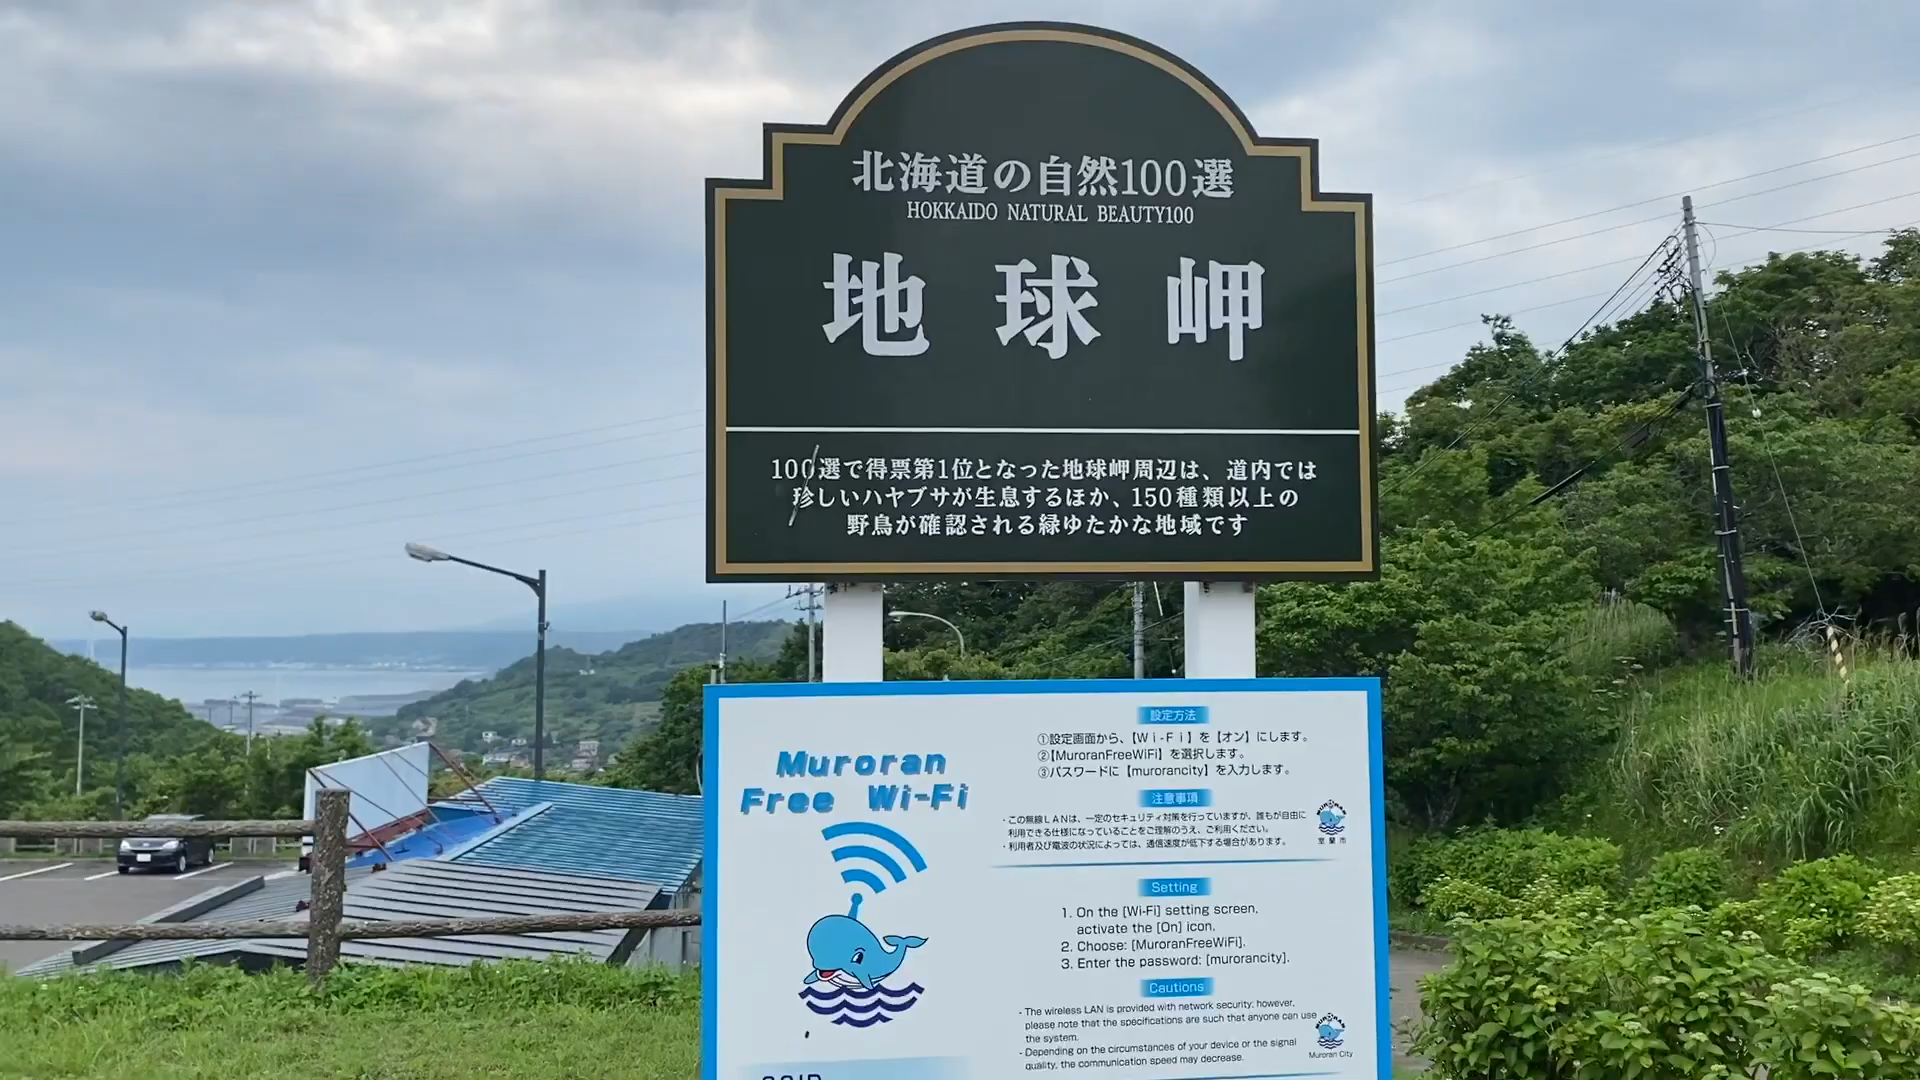 北海道の自然100選
HOKKAIDO NATURAL BEAUTY100
地球岬
100選で得票第1位となった地球岬周辺は、道内では
珍しいハヤブサが生息するほか、150種類以上の
野鳥が確認される緑ゆたかな地域です
Muroran
Free Wi-Fi
設定方法
①設定画面から、【Wi-Fi】を【オン】にします。
②【MuroranFreeWiFi】を選択します。
③パスワードに【murorancity】を入力します。
注意事項
・この無線LANは、一定のセキュリティ対策を行っていますが、誰もが自由に
利用できる仕様になっていることをご理解のうえ、ご利用ください。
・利用者及び電波の状況によっては、通信速度が低下する場合があります。
MURORAN
室蘭市
Setting
1. On the [Wi-Fi] setting screen,
activate the [On] icon.
2. Choose: [MuroranFreeWiFi].
3. Enter the password: [murorancity].
Cautions
- The wireless LAN is provided with network security; however,
please note that the specifications are such that anyone can use
the system.
- Depending on the circumstances of your device or the signal
quality, the communication speed may decrease.
MURORAN
Muroran City
SSID